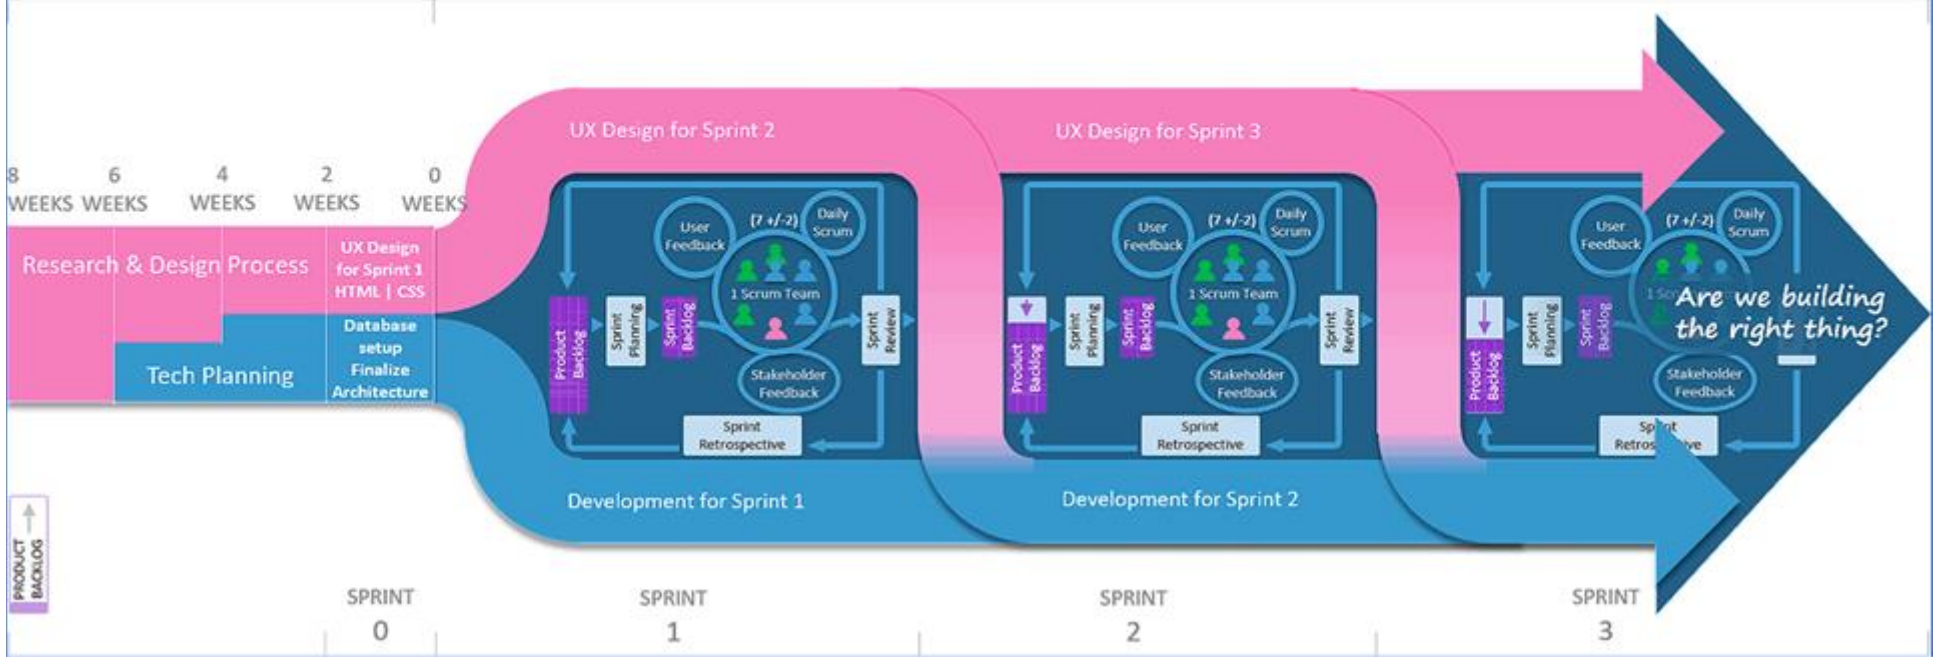 8
WEEKS
6
WEEKS
4
WEEKS
2
WEEKS
0
WEEKS
Research & Design Process
UX Design
for Sprint 1
HTML | CSS
Tech Planning
Database
setup
Finalize
Architecture
PRODUCT
BACKLOG
UX Design for Sprint 2
User
Feedback
(7 +/-2)
Daily
Scrum
1 Scrum Team
Product
Backlog
Sprint
Planning
Sprint
Backlog
Sprint
Review
Stakeholder
Feedback
Sprint
Retrospective
Development for Sprint 1
UX Design for Sprint 3
User
Feedback
(7 +/-2)
Daily
Scrum
1 Scrum Team
Product
Backlog
Sprint
Planning
Sprint
Backlog
Sprint
Review
Stakeholder
Feedback
Sprint
Retrospective
Development for Sprint 2
User
Feedback
(7 +/-2)
Daily
Scrum
Product
Backlog
Sprint
Planning
Sprint
Backlog
Are we building
the right thing?
Stakeholder
Feedback
SPRINT
0
SPRINT
1
SPRINT
2
SPRINT
3